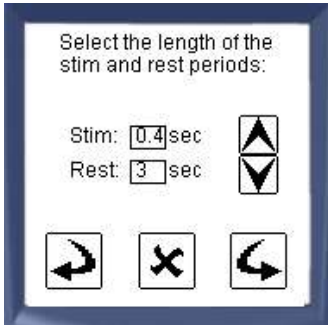 Select the length of the
stim and rest periods:
Stim: 0.4 sec
Rest: 3 sec